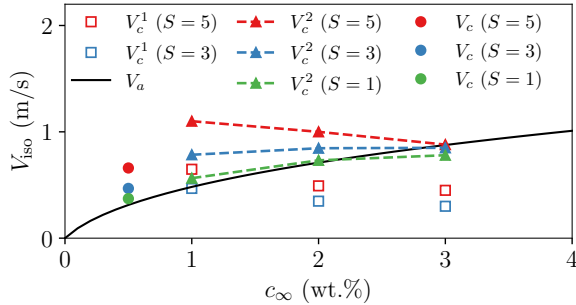 V_c^1 (S = 5) V_c^2 (S = 5) V_c (S = 5)
V_c^1 (S = 3) V_c^2 (S = 3) V_c (S = 3)
V_a V_c^2 (S = 1) V_c (S = 1)
2
1
0
V_iso (m/s)
0 1 2 3 4
c_∞ (wt.%)